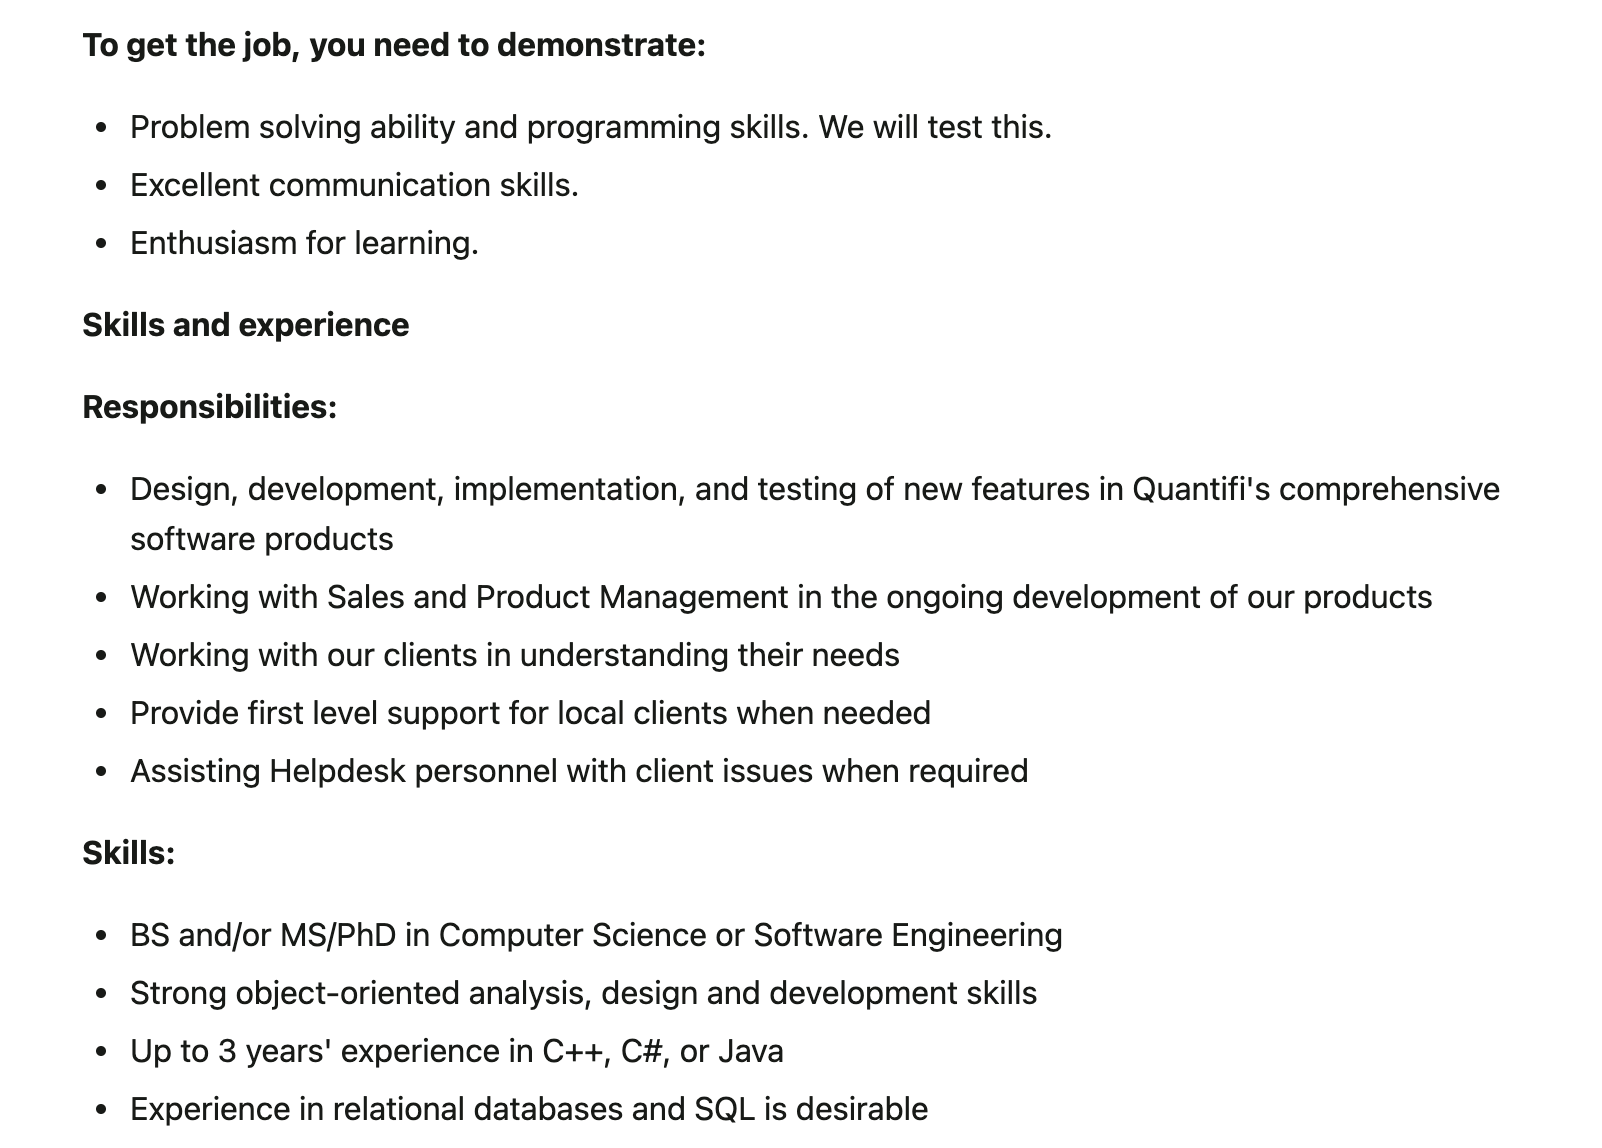 To get the job, you need to demonstrate:
• Problem solving ability and programming skills. We will test this.
• Excellent communication skills.
• Enthusiasm for learning.
Skills and experience
Responsibilities:
• Design, development, implementation, and testing of new features in Quantifi's comprehensive
software products
• Working with Sales and Product Management in the ongoing development of our products
• Working with our clients in understanding their needs
• Provide first level support for local clients when needed
• Assisting Helpdesk personnel with client issues when required
Skills:
• BS and/or MS/PhD in Computer Science or Software Engineering
• Strong object-oriented analysis, design and development skills
• Up to 3 years' experience in C++, C#, or Java
• Experience in relational databases and SQL is desirable